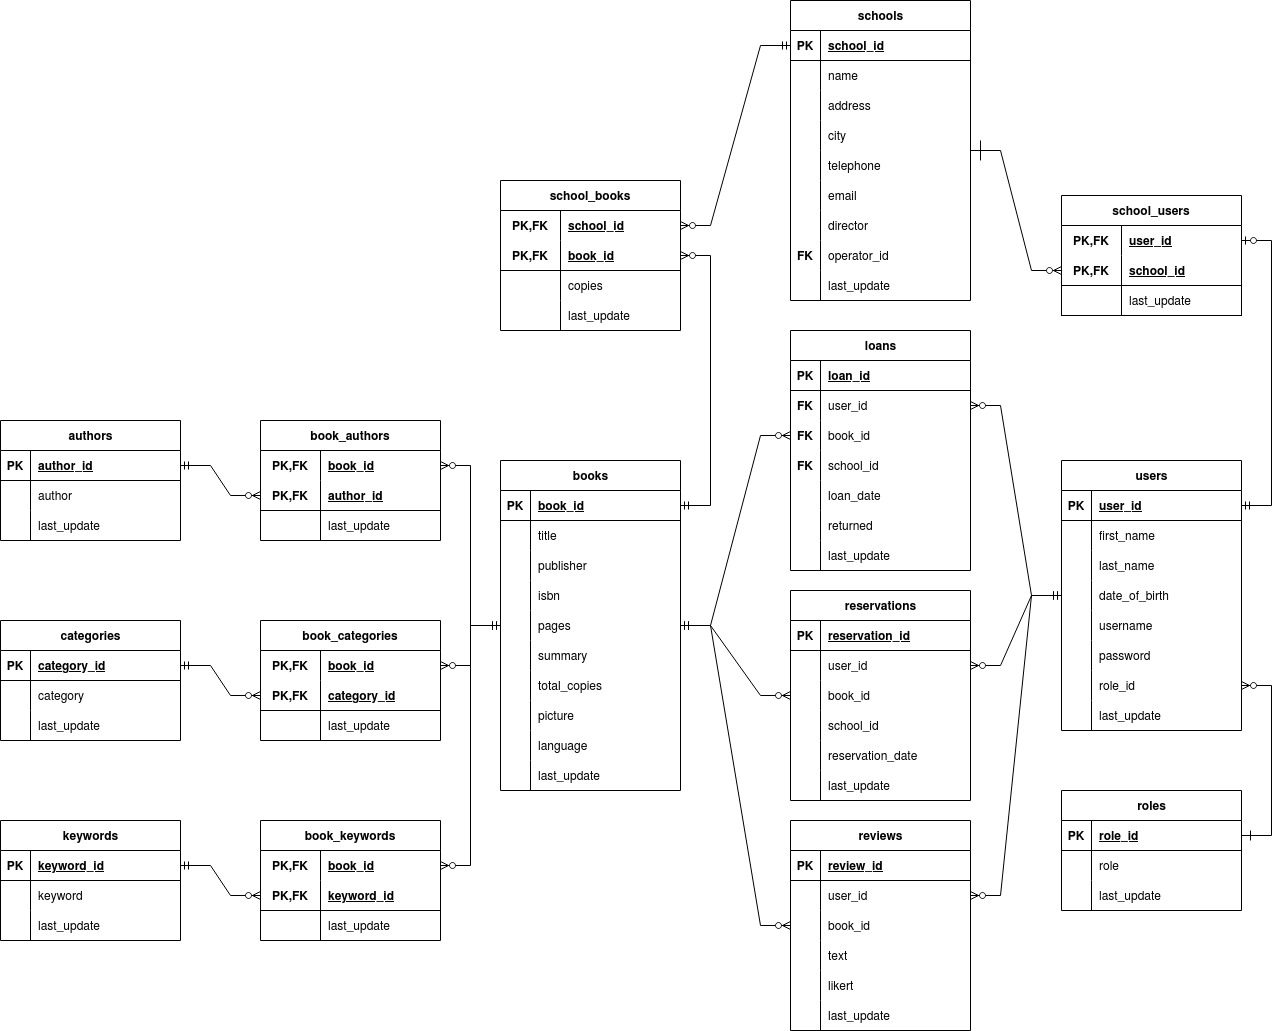 schools
PK school_id
name
address
city
telephone
email
director
FK operator_id
last_update
school_books
PK,FK school_id
PK,FK book_id
copies
last_update
school_users
PK,FK user_id
PK,FK school_id
last_update
loans
PK loan_id
FK user_id
FK book_id
FK school_id
loan_date
returned
last_update
authors
PK author_id
author
last_update
book_authors
PK,FK book_id
PK,FK author_id
last_update
books
PK book_id
title
publisher
isbn
pages
summary
total_copies
picture
language
last_update
users
PK user_id
first_name
last_name
date_of_birth
username
password
role_id
last_update
reservations
PK reservation_id
user_id
book_id
school_id
reservation_date
last_update
categories
PK category_id
category
last_update
book_categories
PK,FK book_id
PK,FK category_id
last_update
roles
PK role_id
role
last_update
keywords
PK keyword_id
keyword
last_update
book_keywords
PK,FK book_id
PK,FK keyword_id
last_update
reviews
PK review_id
user_id
book_id
text
likert
last_update